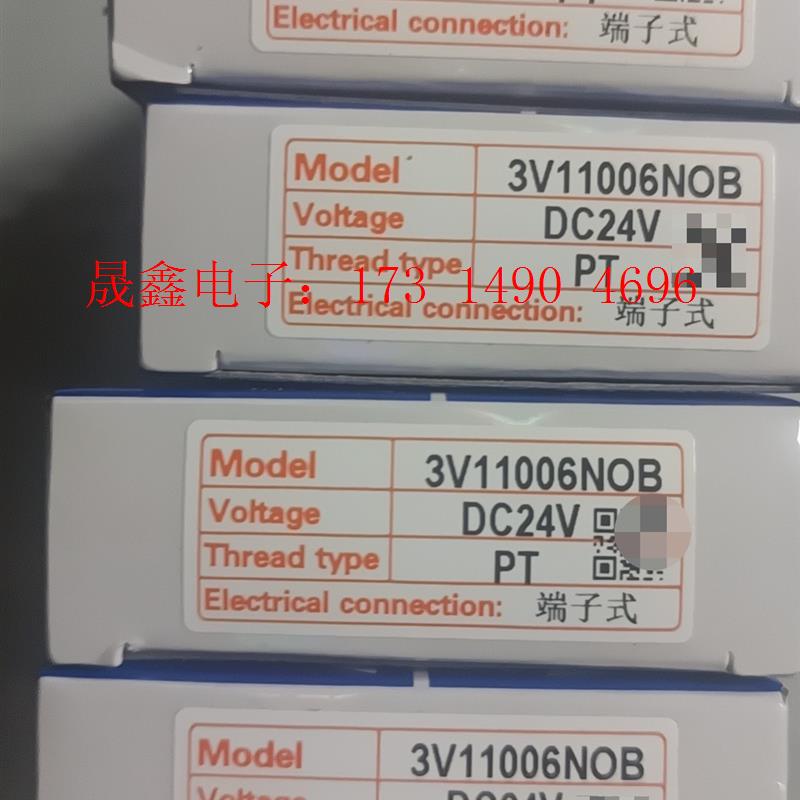 Electrical connection: 端子式
Model 3V11006NOB
Voltage DC24V
Thread type PT
晟鑫电子：173 1490 4696
Electrical connection: 端子式
Model 3V11006NOB
Voltage DC24V
Thread type PT
Electrical connection: 端子式
Model 3V11006NOB
Voltage DC24V